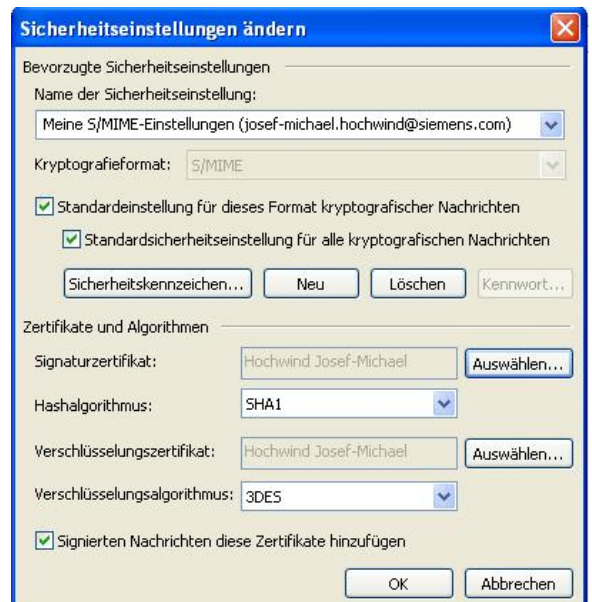 Sicherheitseinstellungen ändern
Bevorzugte Sicherheitseinstellungen
Name der Sicherheitseinstellung:
Meine S/MIME-Einstellungen (josef-michael.hochwind@siemens.com)
Kryptografieformat: S/MIME
Standardeinstellung für dieses Format kryptografischer Nachrichten
Standardsicherheitseinstellung für alle kryptografischen Nachrichten
Sicherheitskennzeichen... Neu Löschen Kennwort...
Zertifikate und Algorithmen
Signaturzertifikat: Hochwind Josef-Michael Auswählen...
Hashalgorithmus: SHA1
Verschlüsselungszertifikat: Hochwind Josef-Michael Auswählen...
Verschlüsselungsalgorithmus: 3DES
Signierten Nachrichten diese Zertifikate hinzufügen
OK Abbrechen